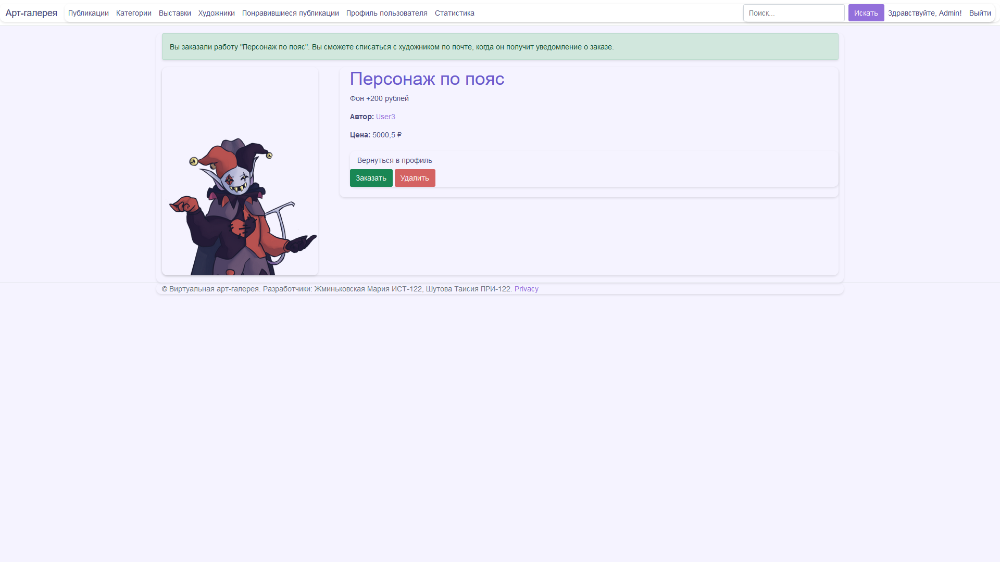 Арт-галерея Публикации Категории Выставки Художники Понравившиеся публикации Профиль пользователя Статистика Поиск... Искать Здравствуйте, Admin! Выйти
Вы заказали работу "Персонаж по пояс". Вы сможете списаться с художником по почте, когда он получит уведомление о заказе.
Персонаж по пояс
Фон +200 рублей
Автор: User3
Цена: 5000,5 ₽
Вернуться в профиль
Заказать Удалить
© Виртуальная арт-галерея. Разработчики: Жминьковская Мария ИСТ-122, Шутова Таисия ПРИ-122. Privacy